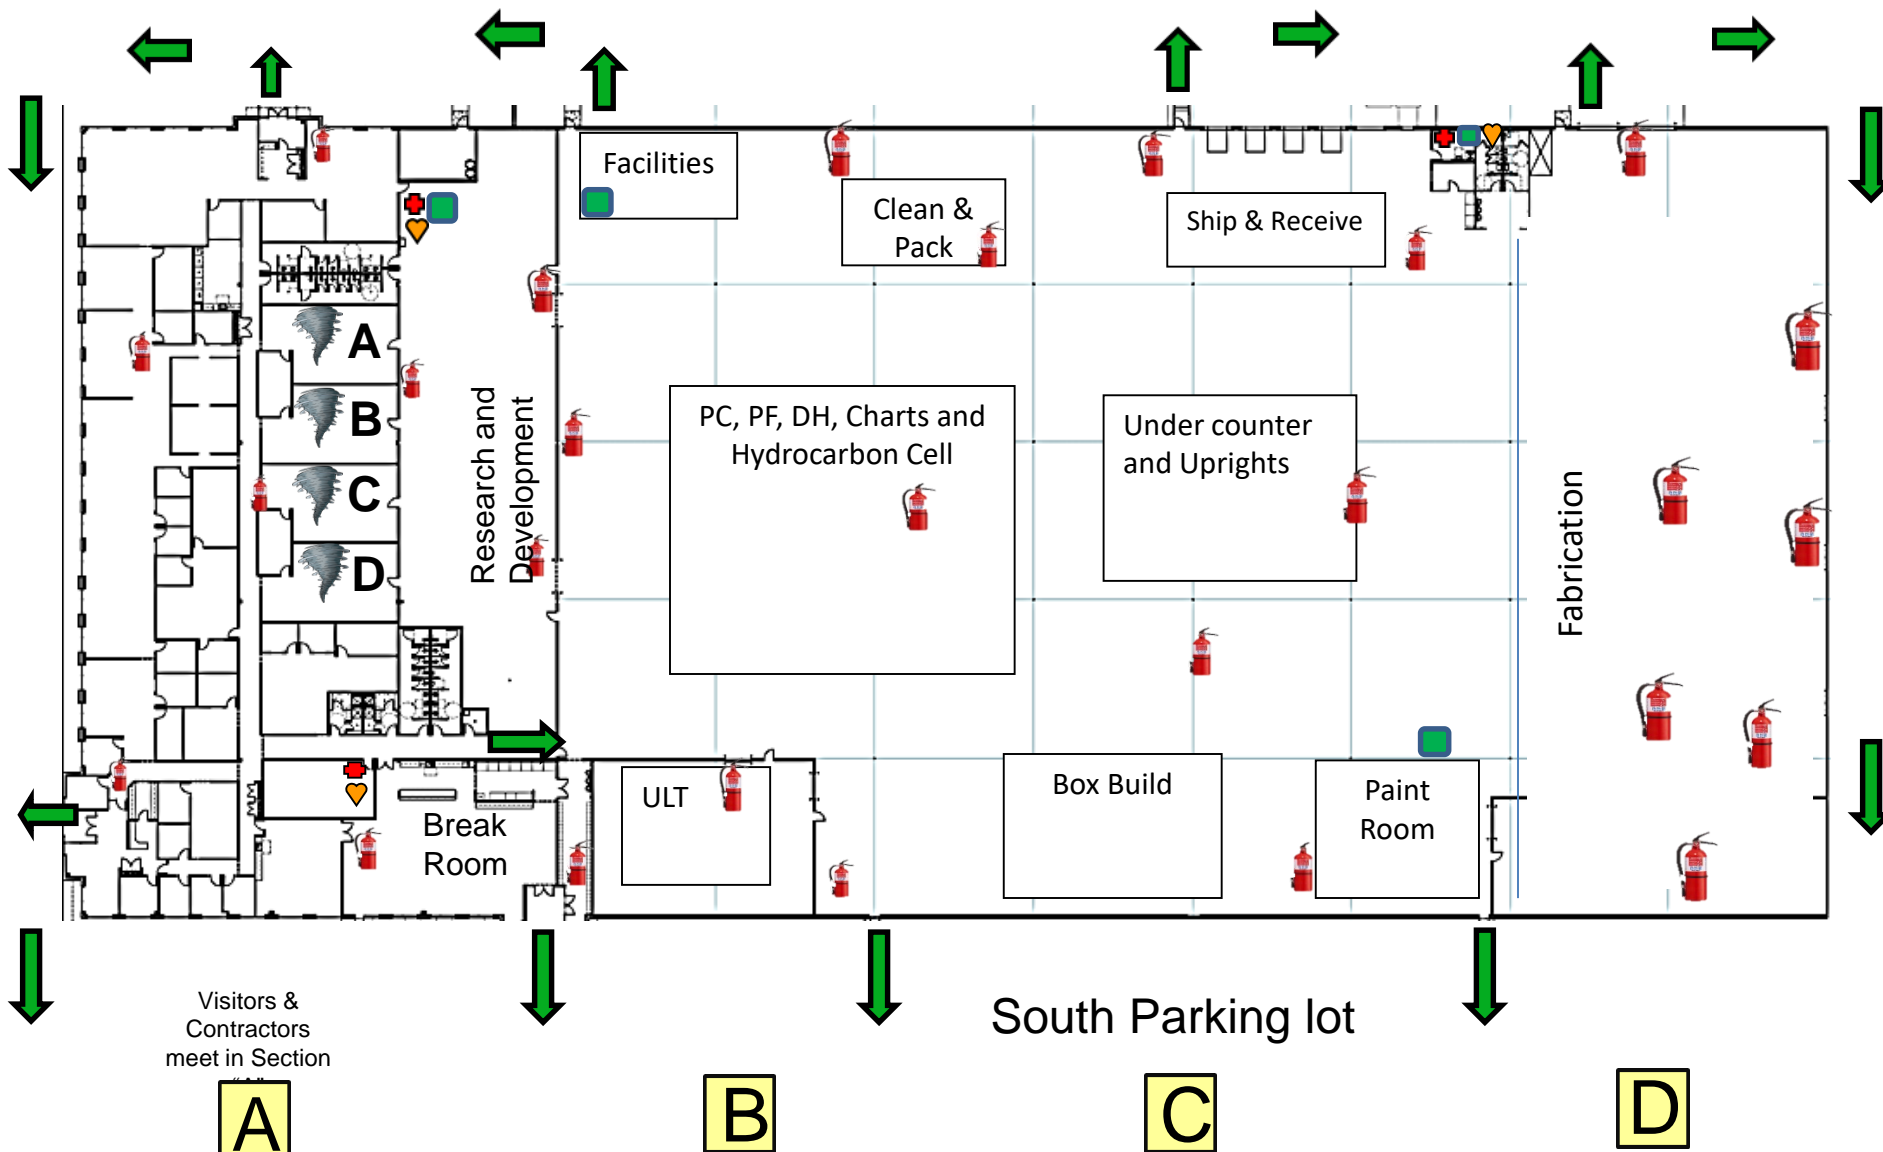 Facilities
Clean &
Pack
Ship & Receive
A
B
C
D
Research and
Development
PC, PF, DH, Charts and
Hydrocarbon Cell
Under counter
and Uprights
Fabrication
ULT
Box Build
Paint
Room
Break
Room
Visitors &
Contractors
meet in Section
"A"
South Parking lot
A
B
C
D